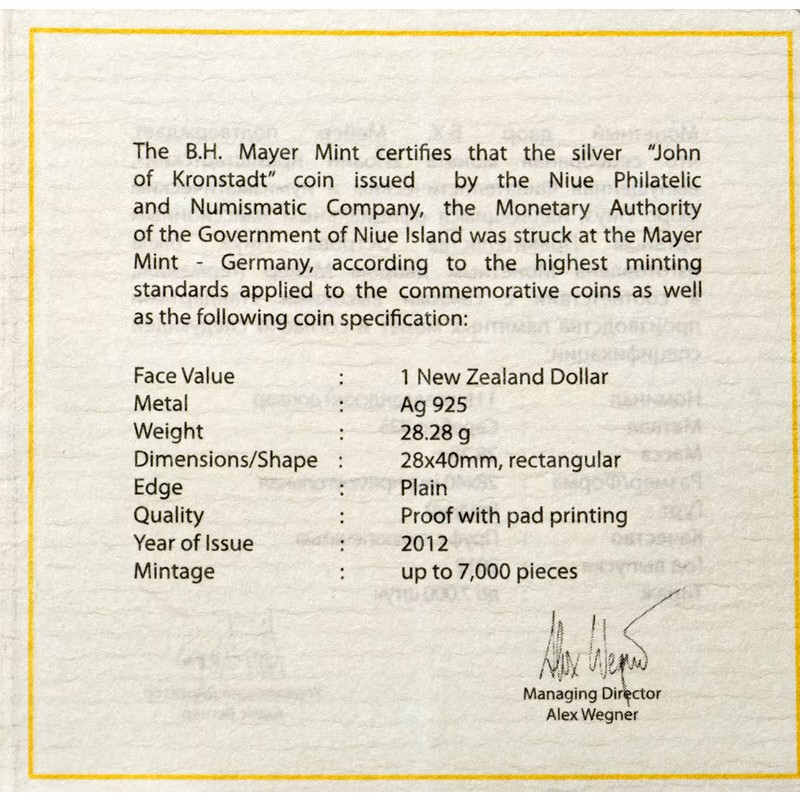 The B.H. Mayer Mint certifies that the silver "John
of Kronstadt" coin issued by the Niue Philatelic
and Numismatic Company, the Monetary Authority
of the Government of Niue Island was struck at the Mayer
Mint - Germany, according to the highest minting
standards applied to the commemorative coins as well
as the following coin specification:
Face Value : 1 New Zealand Dollar
Metal : Ag 925
Weight : 28.28 g
Dimensions/Shape : 28x40mm, rectangular
Edge : Plain
Quality : Proof with pad printing
Year of Issue : 2012
Mintage : up to 7,000 pieces
Alex Wegner
Managing Director
Alex Wegner